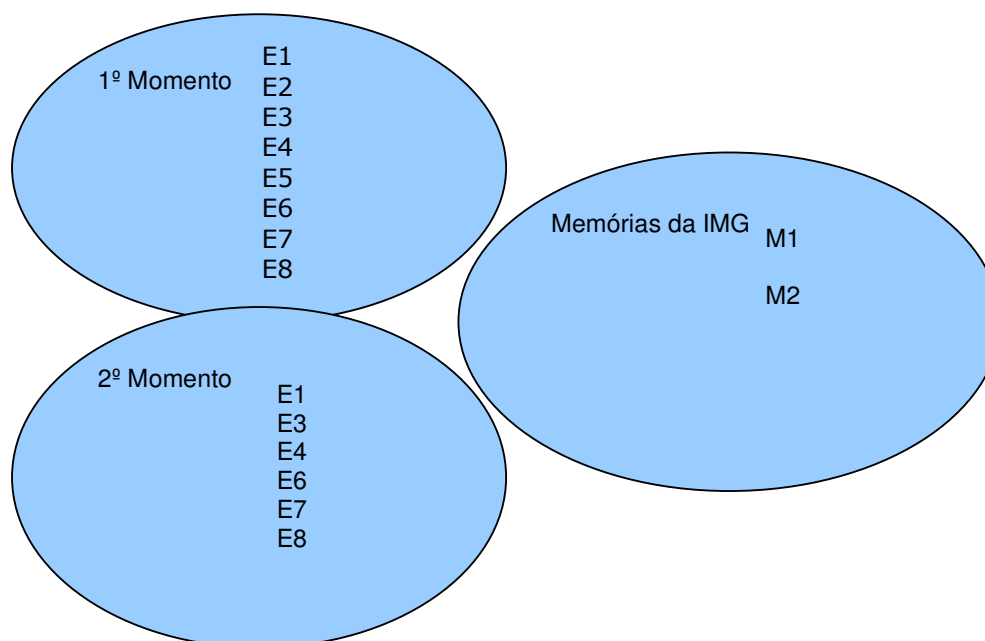 1º Momento
E1
E2
E3
E4
E5
E6
E7
E8
2º Momento
E1
E3
E4
E6
E7
E8
Memórias da IMG
M1
M2